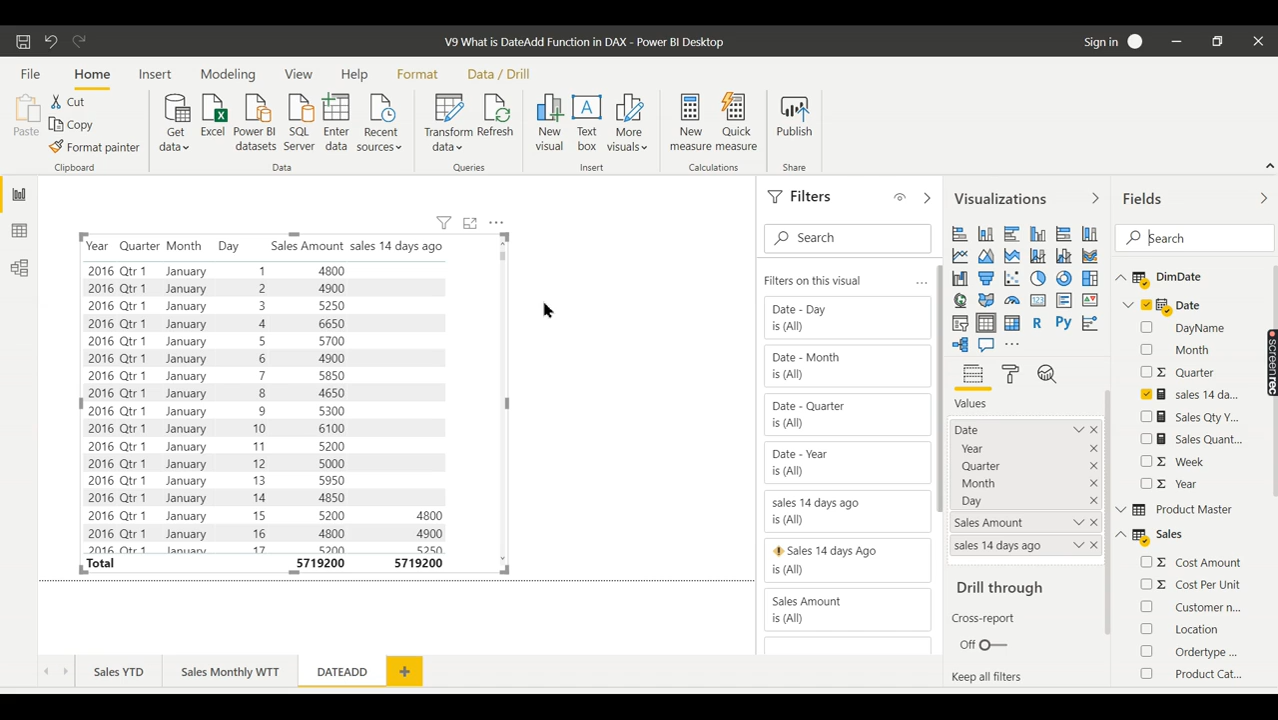 V9 What is DateAdd Function in DAX - Power BI Desktop
Sign in
File Home Insert Modeling View Help Format Data / Drill
Paste
Cut
Copy
Format painter
Clipboard
Get data
Excel
Power BI datasets
SQL Server
Enter data
Recent sources
Data
Transform data
Refresh
Queries
New visual
Text box
More visuals
Insert
New measure
Quick measure
Calculations
Publish
Share
Year Quarter Month Day Sales Amount sales 14 days ago
2016 Qtr 1 January 1 4800
2016 Qtr 1 January 2 4900
2016 Qtr 1 January 3 5250
2016 Qtr 1 January 4 6650
2016 Qtr 1 January 5 5700
2016 Qtr 1 January 6 4900
2016 Qtr 1 January 7 5850
2016 Qtr 1 January 8 4650
2016 Qtr 1 January 9 5300
2016 Qtr 1 January 10 6100
2016 Qtr 1 January 11 5200
2016 Qtr 1 January 12 5000
2016 Qtr 1 January 13 5950
2016 Qtr 1 January 14 4850
2016 Qtr 1 January 15 5200 4800
2016 Qtr 1 January 16 4800 4900
2016 Qtr 1 January 17 5200 5250
Total 5719200 5719200
Filters
Search
Filters on this visual
Date - Day
is (All)
Date - Month
is (All)
Date - Quarter
is (All)
Date - Year
is (All)
sales 14 days ago
is (All)
Sales 14 days Ago
is (All)
Sales Amount
is (All)
Visualizations
R Py
Values
Date
Year
Quarter
Month
Day
Sales Amount
sales 14 days ago
Drill through
Cross-report
Off
Keep all filters
Fields
Search
DimDate
Date
DayName
Month
Quarter
sales 14 da...
Sales Qty Y...
Sales Quant...
Week
Year
Product Master
Sales
Cost Amount
Cost Per Unit
Customer n...
Location
Ordertype ...
Product Cat...
screenrec
Sales YTD
Sales Monthly WTT
DATEADD